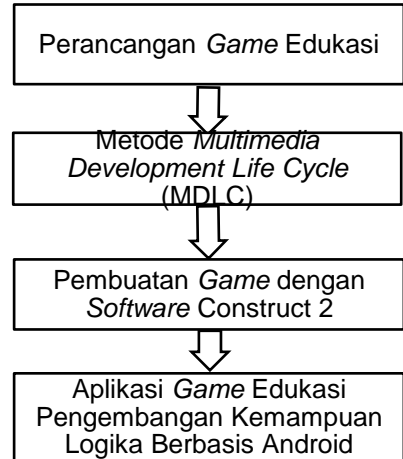 Perancangan Game Edukasi
Metode Multimedia
Development Life Cycle
(MDLC)
Pembuatan Game dengan
Software Construct 2
Aplikasi Game Edukasi
Pengembangan Kemampuan
Logika Berbasis Android